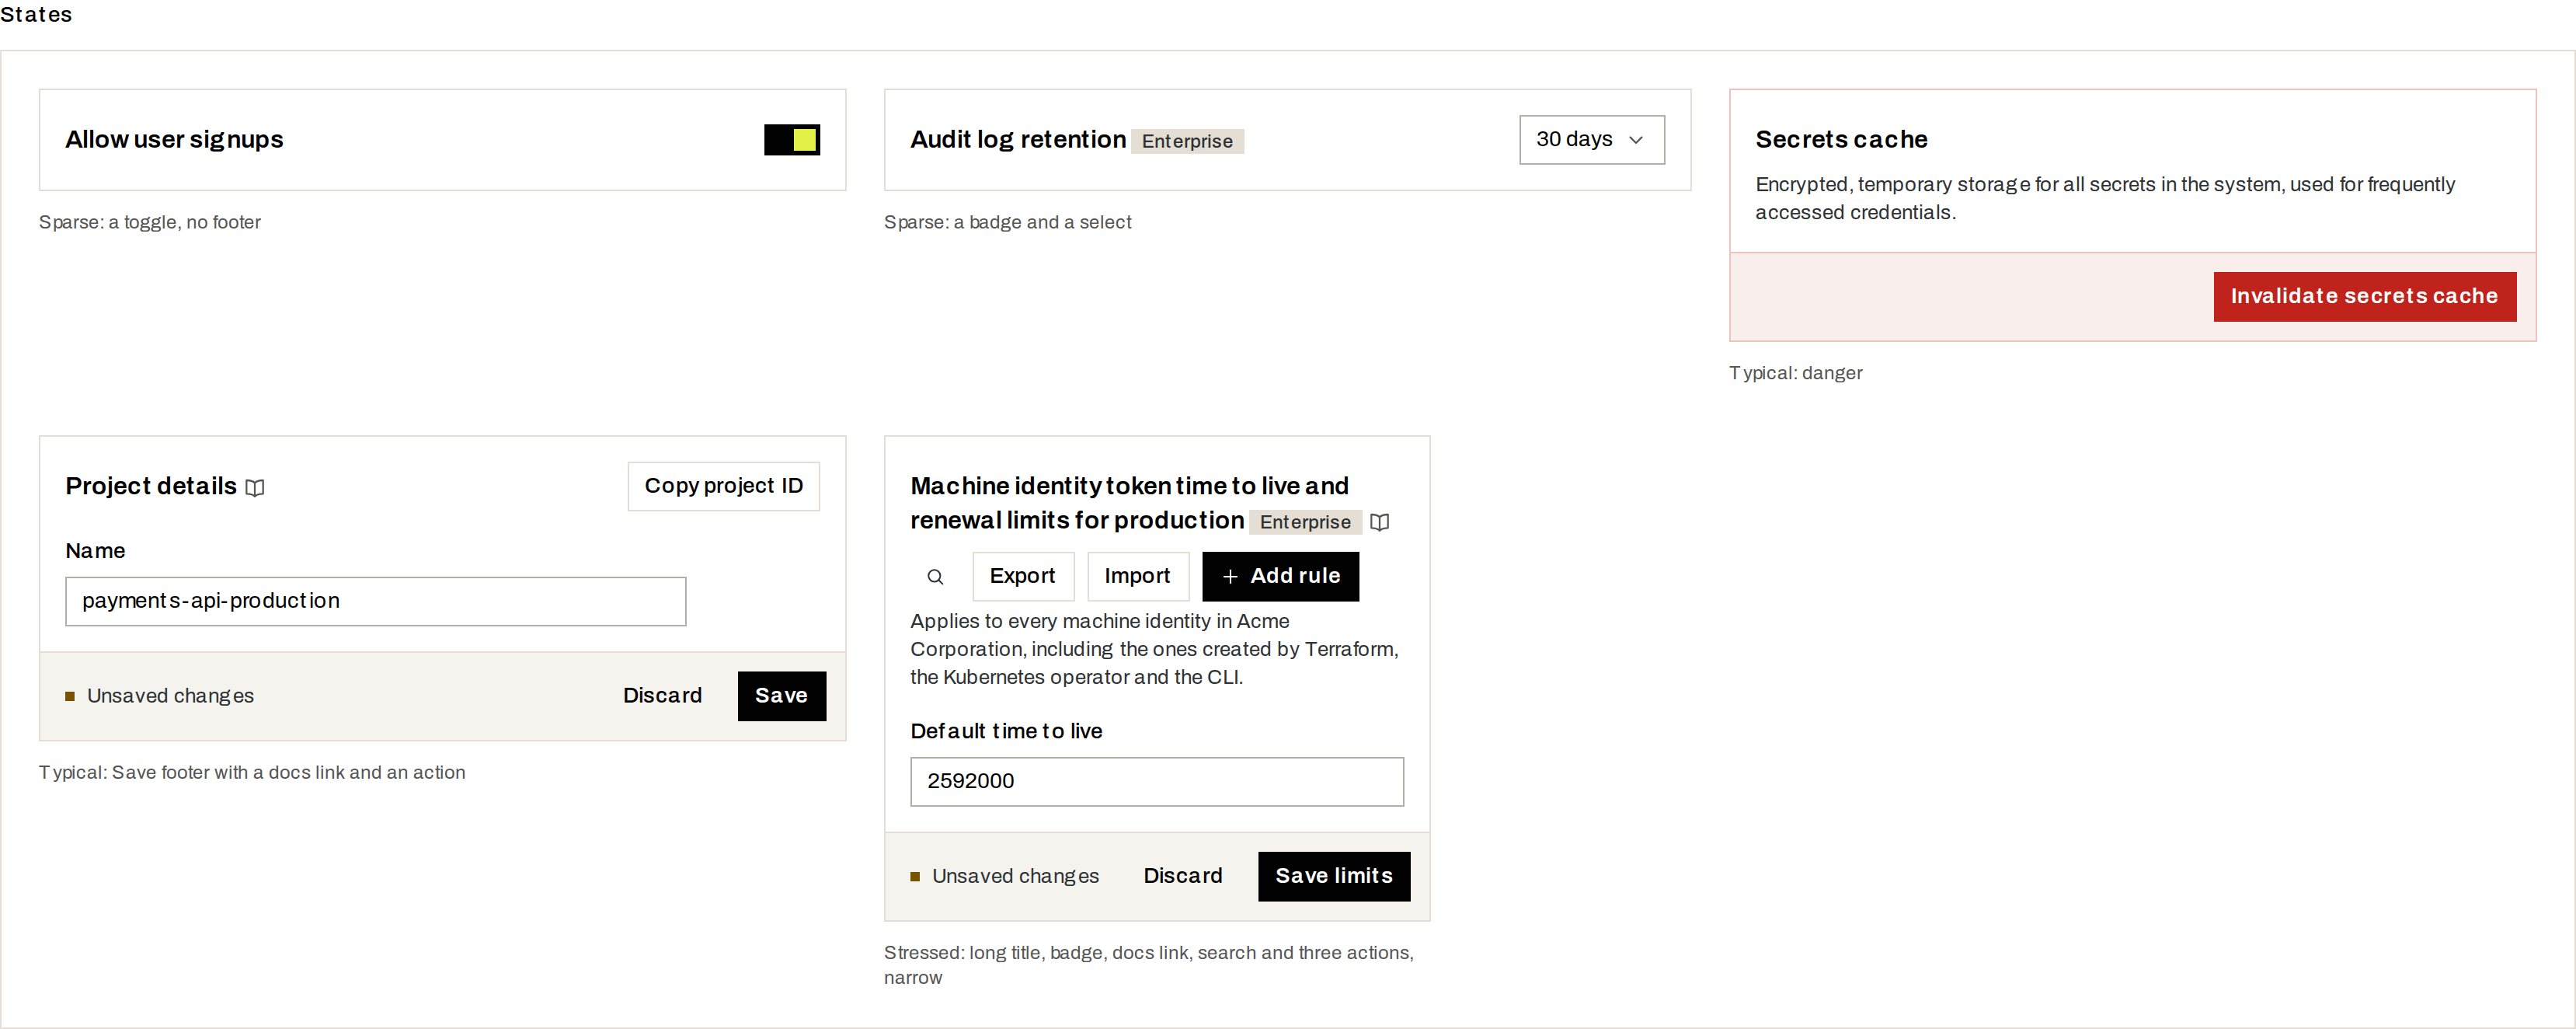 States
Allow user signups
Sparse: a toggle, no footer
Audit log retention Enterprise
30 days
Sparse: a badge and a select
Secrets cache
Encrypted, temporary storage for all secrets in the system, used for frequently
accessed credentials.
Invalidate secrets cache
Typical: danger
Project details
Copy project ID
Name
payments-api-production
Unsaved changes
Discard
Save
Typical: Save footer with a docs link and an action
Machine identity token time to live and
renewal limits for production Enterprise
Export
Import
Add rule
Applies to every machine identity in Acme
Corporation, including the ones created by Terraform,
the Kubernetes operator and the CLI.
Default time to live
2592000
Unsaved changes
Discard
Save limits
Stressed: long title, badge, docs link, search and three actions,
narrow